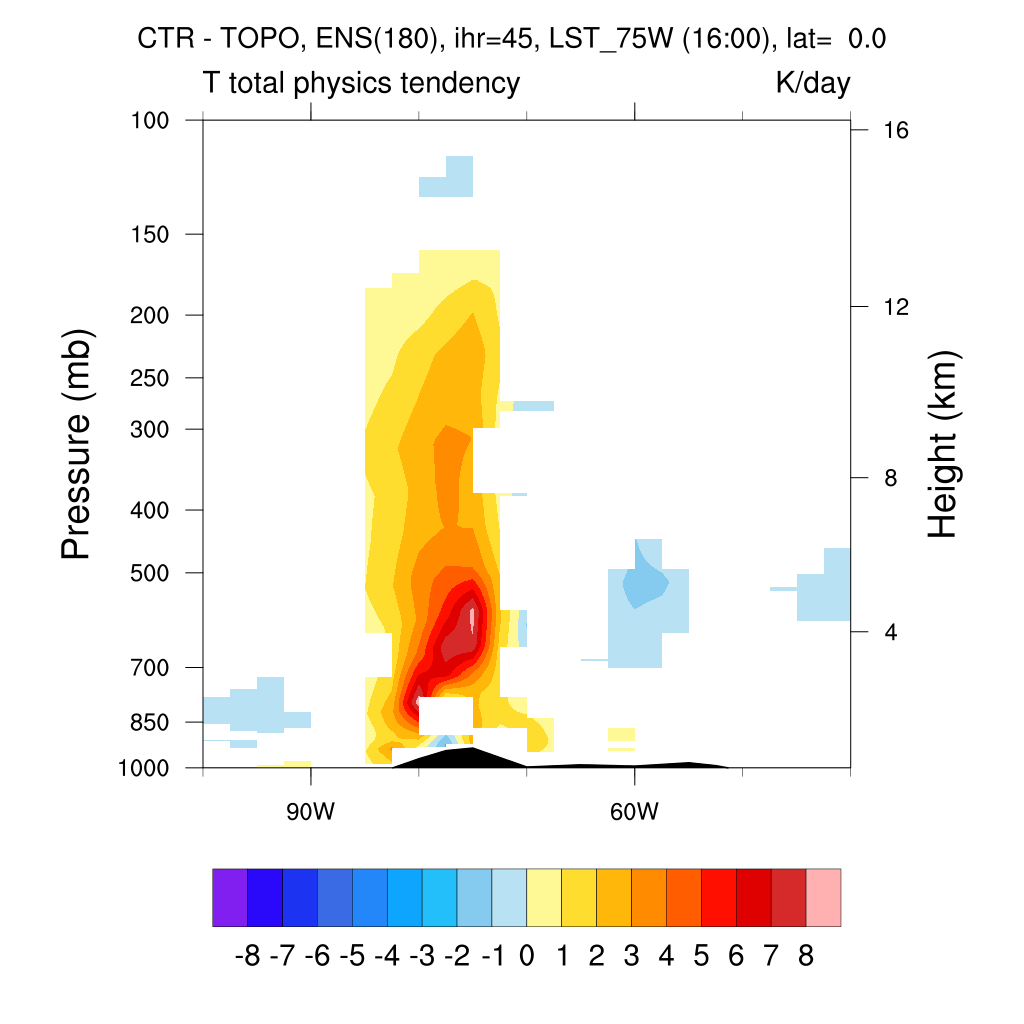 CTR - TOPO, ENS(180), ihr=45, LST_75W (16:00), lat=  0.0
T total physics tendency
K/day
100
150
200
250
300
400
500
700
850
1000
Pressure (mb)
16
12
8
4
Height (km)
90W
60W
-8 -7 -6 -5 -4 -3 -2 -1 0 1 2 3 4 5 6 7 8